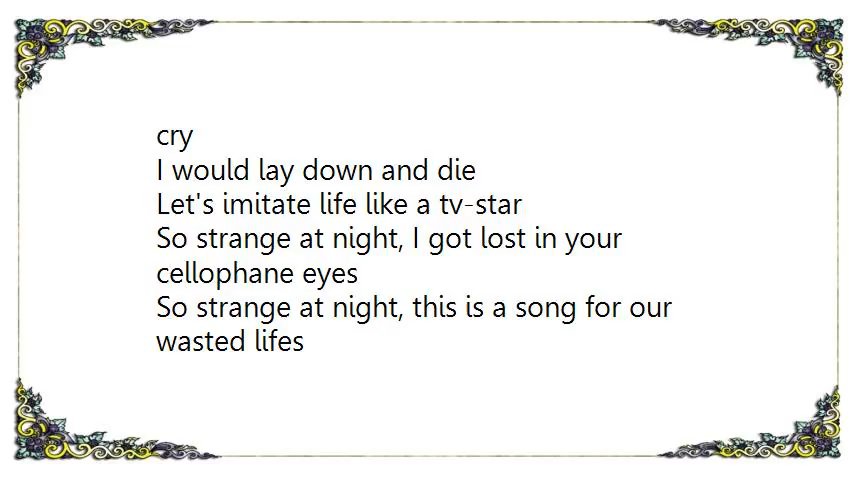 cry
I would lay down and die
Let's imitate life like a tv-star
So strange at night, I got lost in your
cellophane eyes
So strange at night, this is a song for our
wasted lifes